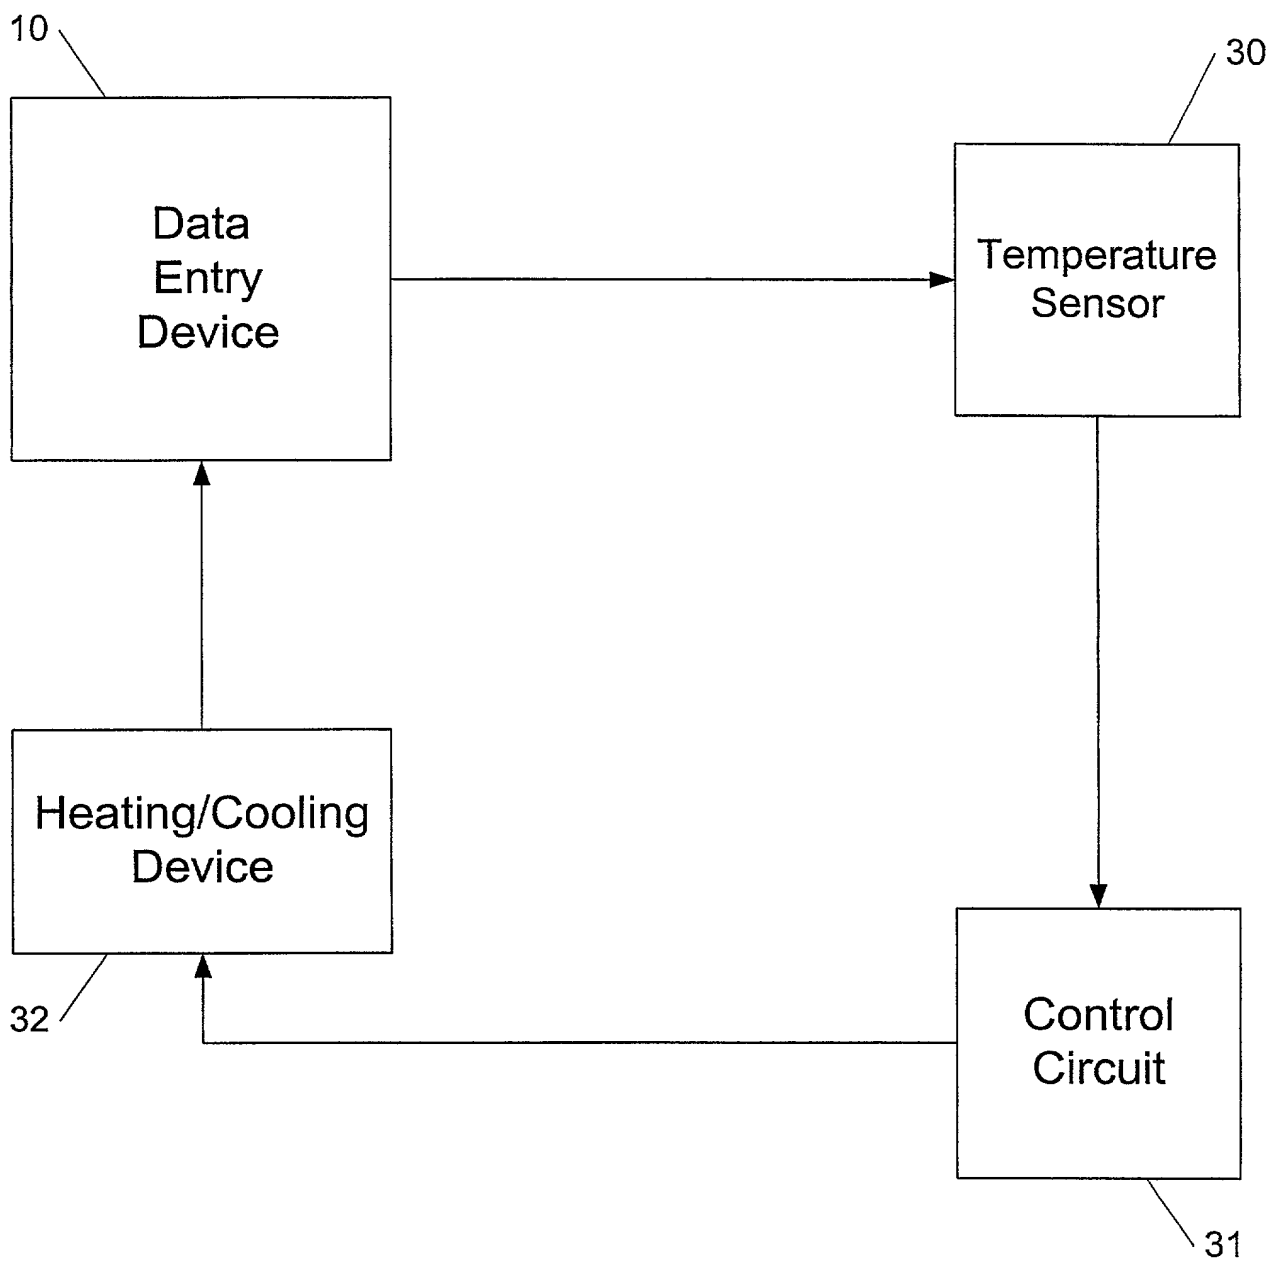 10
30
Data
Entry
Device
Temperature
Sensor
Heating/Cooling
Device
32
Control
Circuit
31